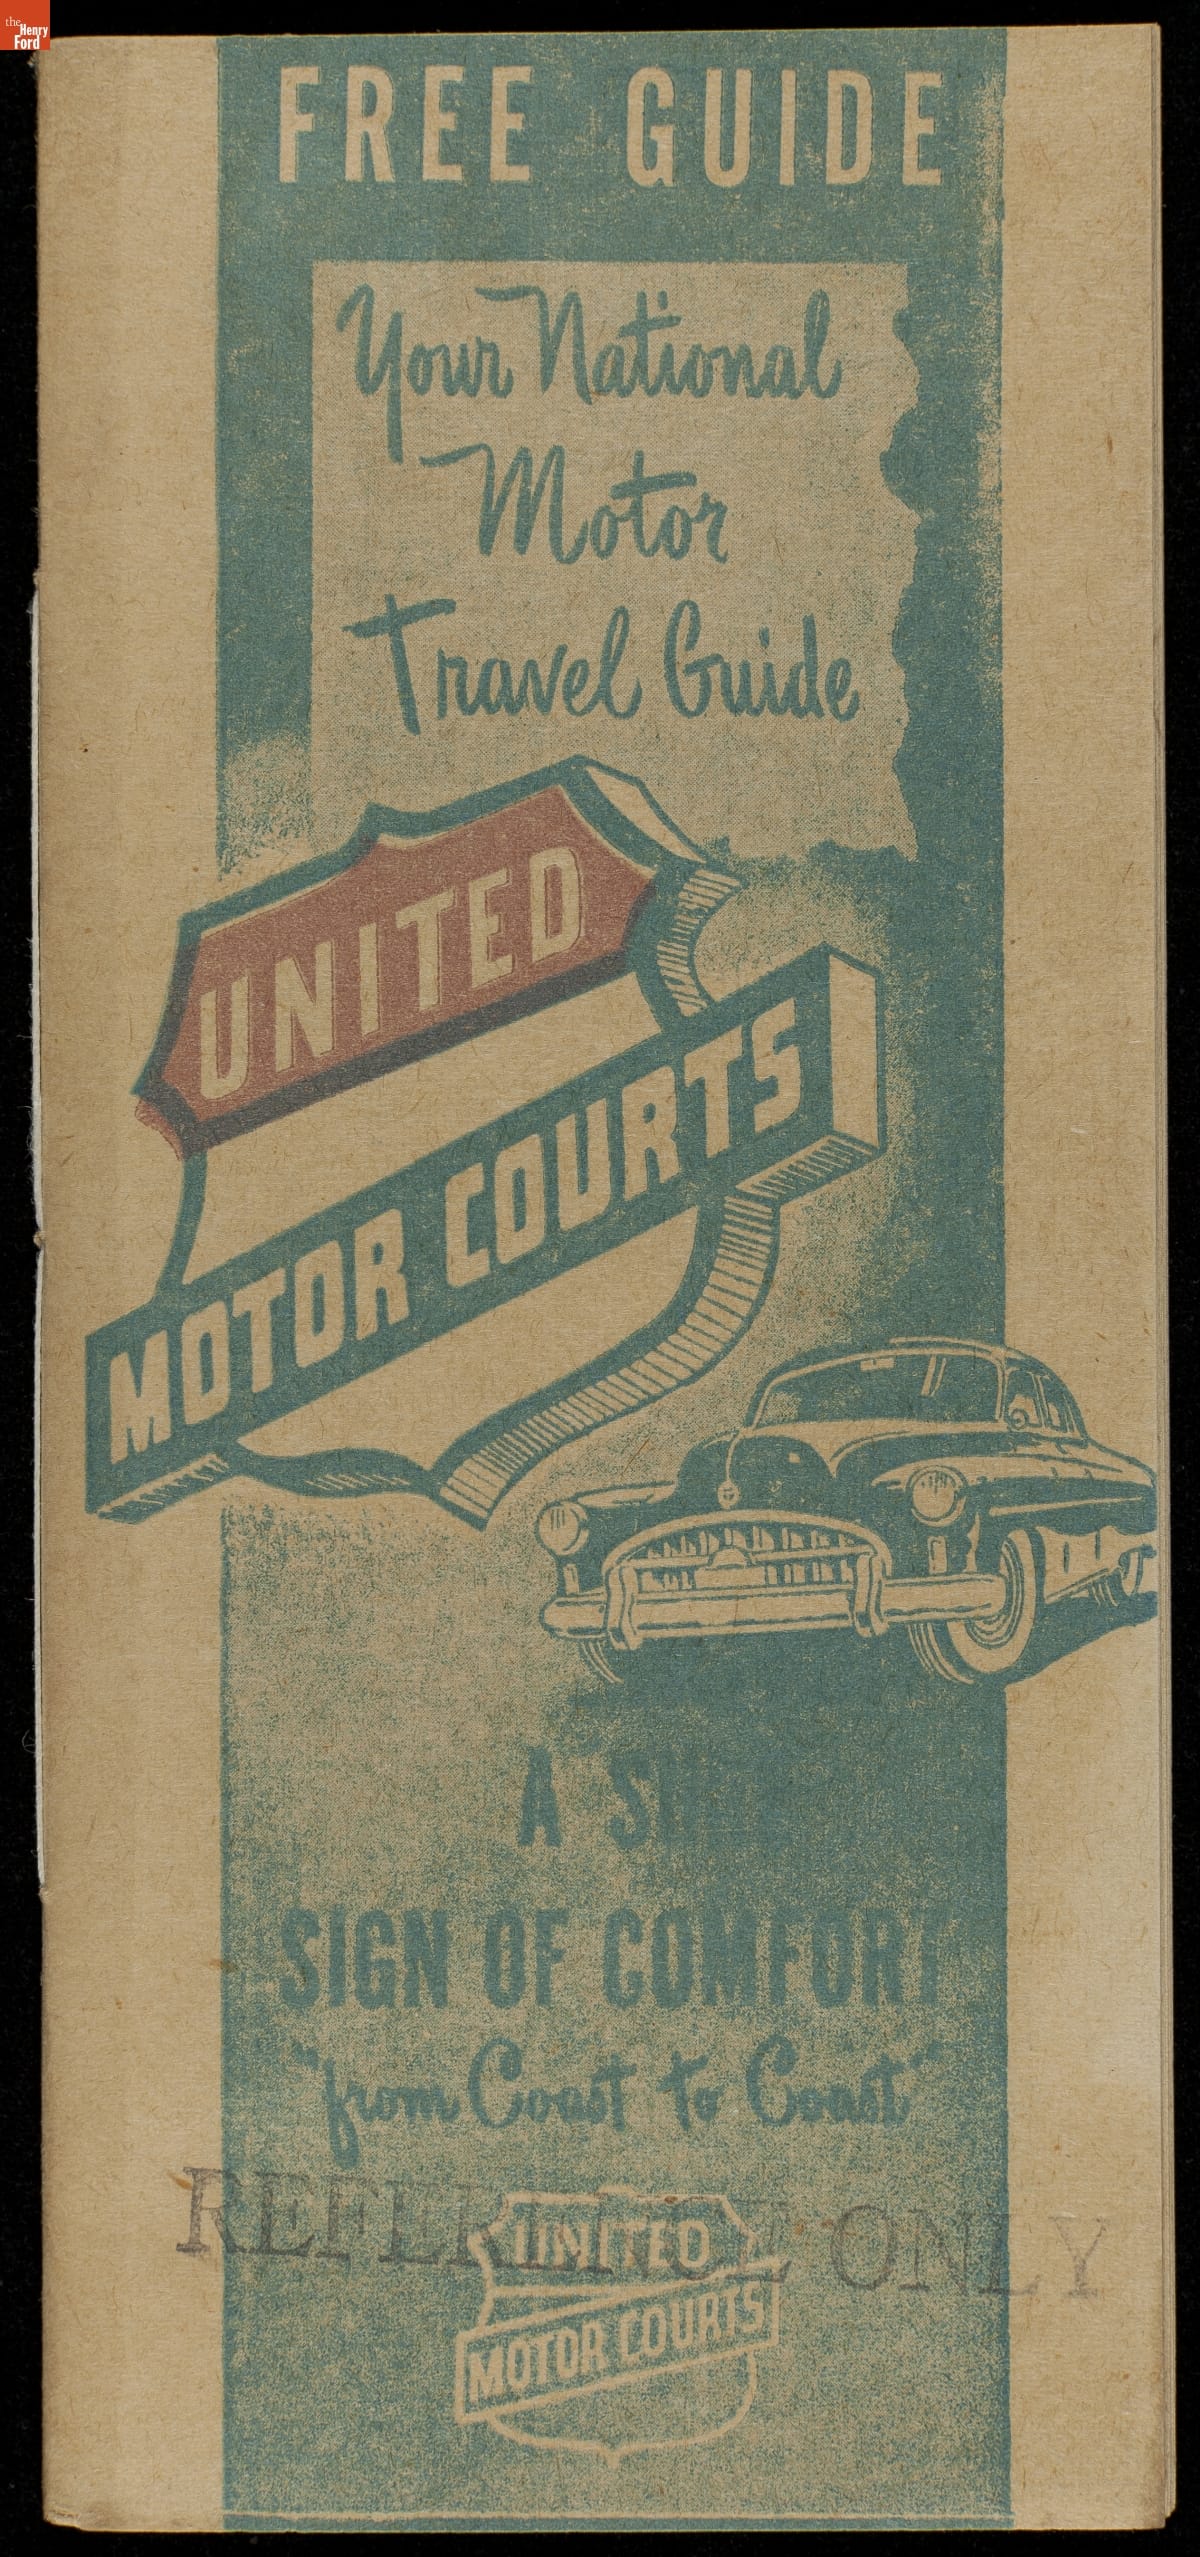 the
Henry
Ford
FREE GUIDE
Your National
Motor
Travel Guide
UNITED
MOTOR COURTS
A
SIGN OF COMFORT
"from Coast to Coast"
REFERENCE ONLY
UNITED
MOTOR COURTS